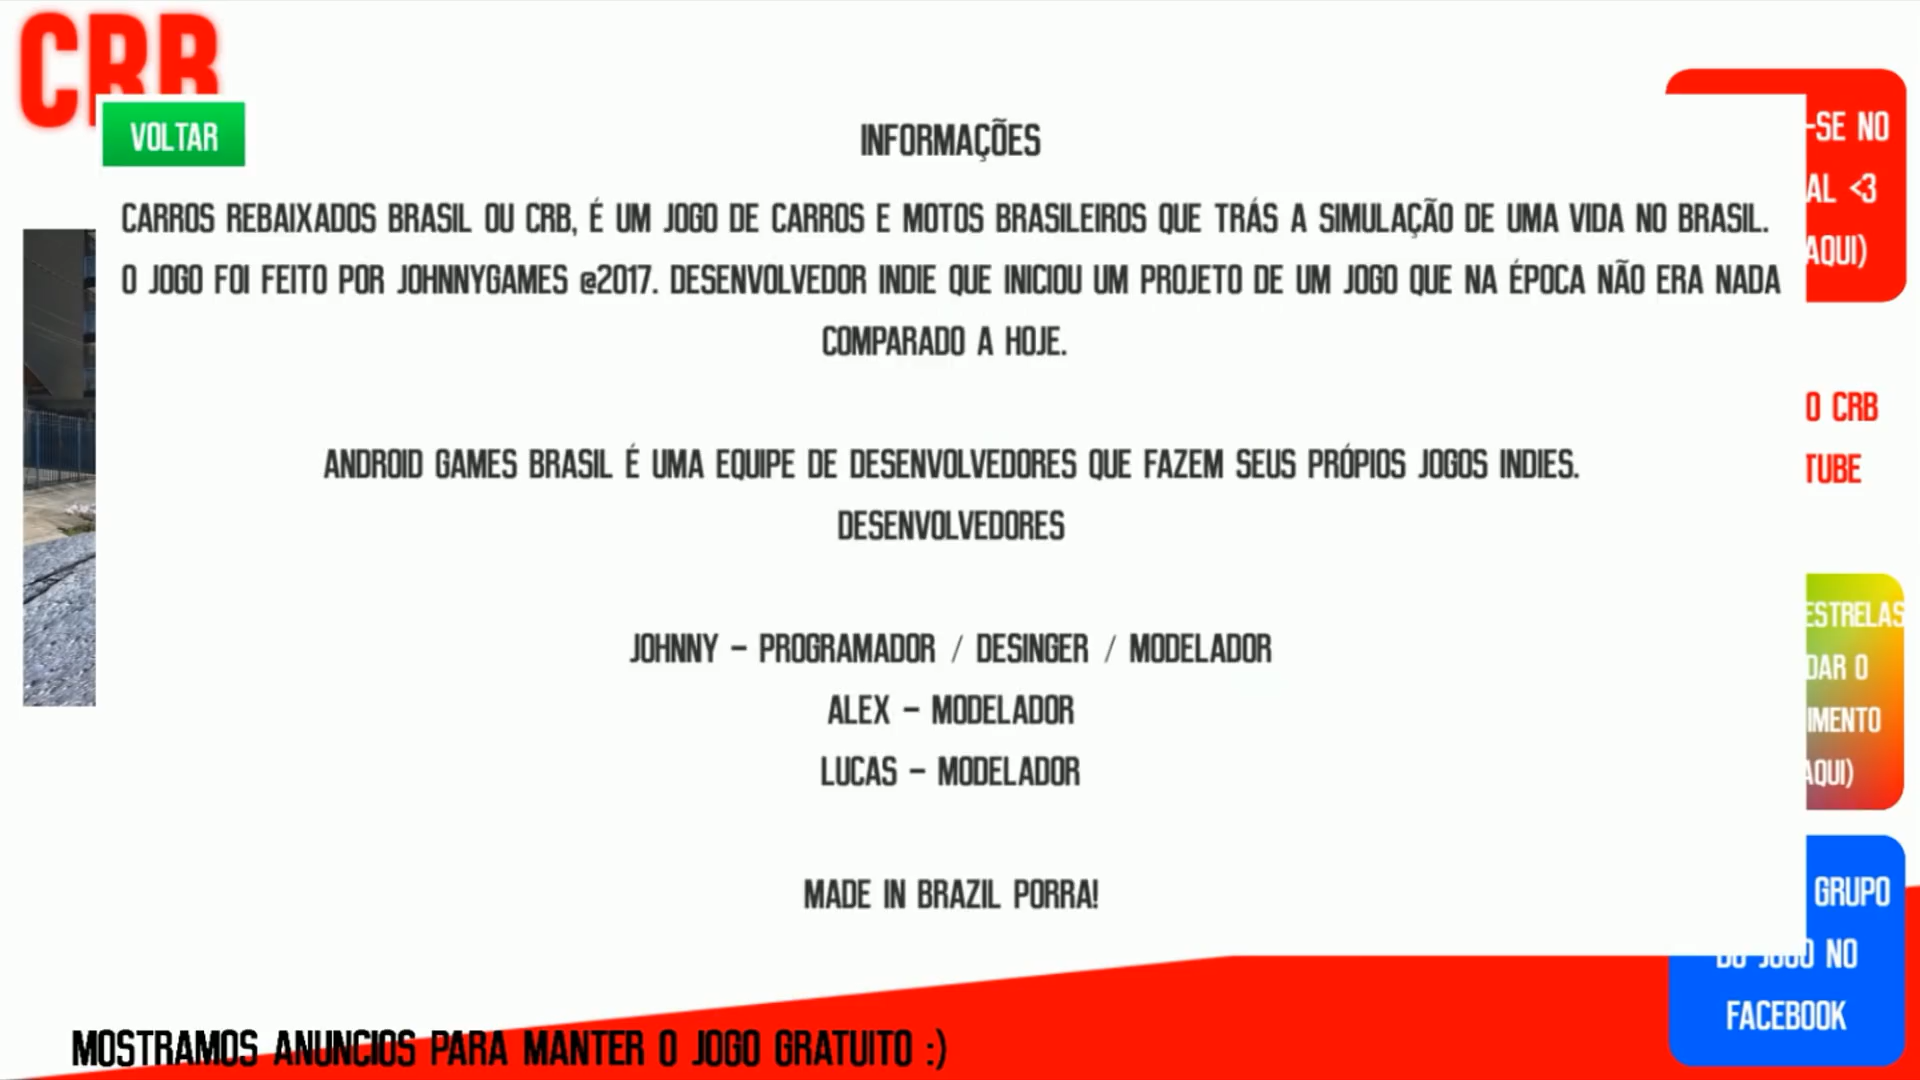 CRB
VOLTAR
INFORMAÇÕES
CARROS REBAIXADOS BRASIL OU CRB, É UM JOGO DE CARROS E MOTOS BRASILEIROS QUE TRÁS A SIMULAÇÃO DE UMA VIDA NO BRASIL.
O JOGO FOI FEITO POR JOHNNYGAMES @2017. DESENVOLVEDOR INDIE QUE INICIOU UM PROJETO DE UM JOGO QUE NA ÉPOCA NÃO ERA NADA
COMPARADO A HOJE.
ANDROID GAMES BRASIL É UMA EQUIPE DE DESENVOLVEDORES QUE FAZEM SEUS PRÓPIOS JOGOS INDIES.
DESENVOLVEDORES
JOHNNY - PROGRAMADOR / DESINGER / MODELADOR
ALEX - MODELADOR
LUCAS - MODELADOR
MADE IN BRAZIL PORRA!
-SE NO
AL <3
AQUI)
O CRB
TUBE
ESTRELAS
DAR O
IMENTO
AQUI)
GRUPO
DO JOGO NO
FACEBOOK
MOSTRAMOS ANUNCIOS PARA MANTER O JOGO GRATUITO :)